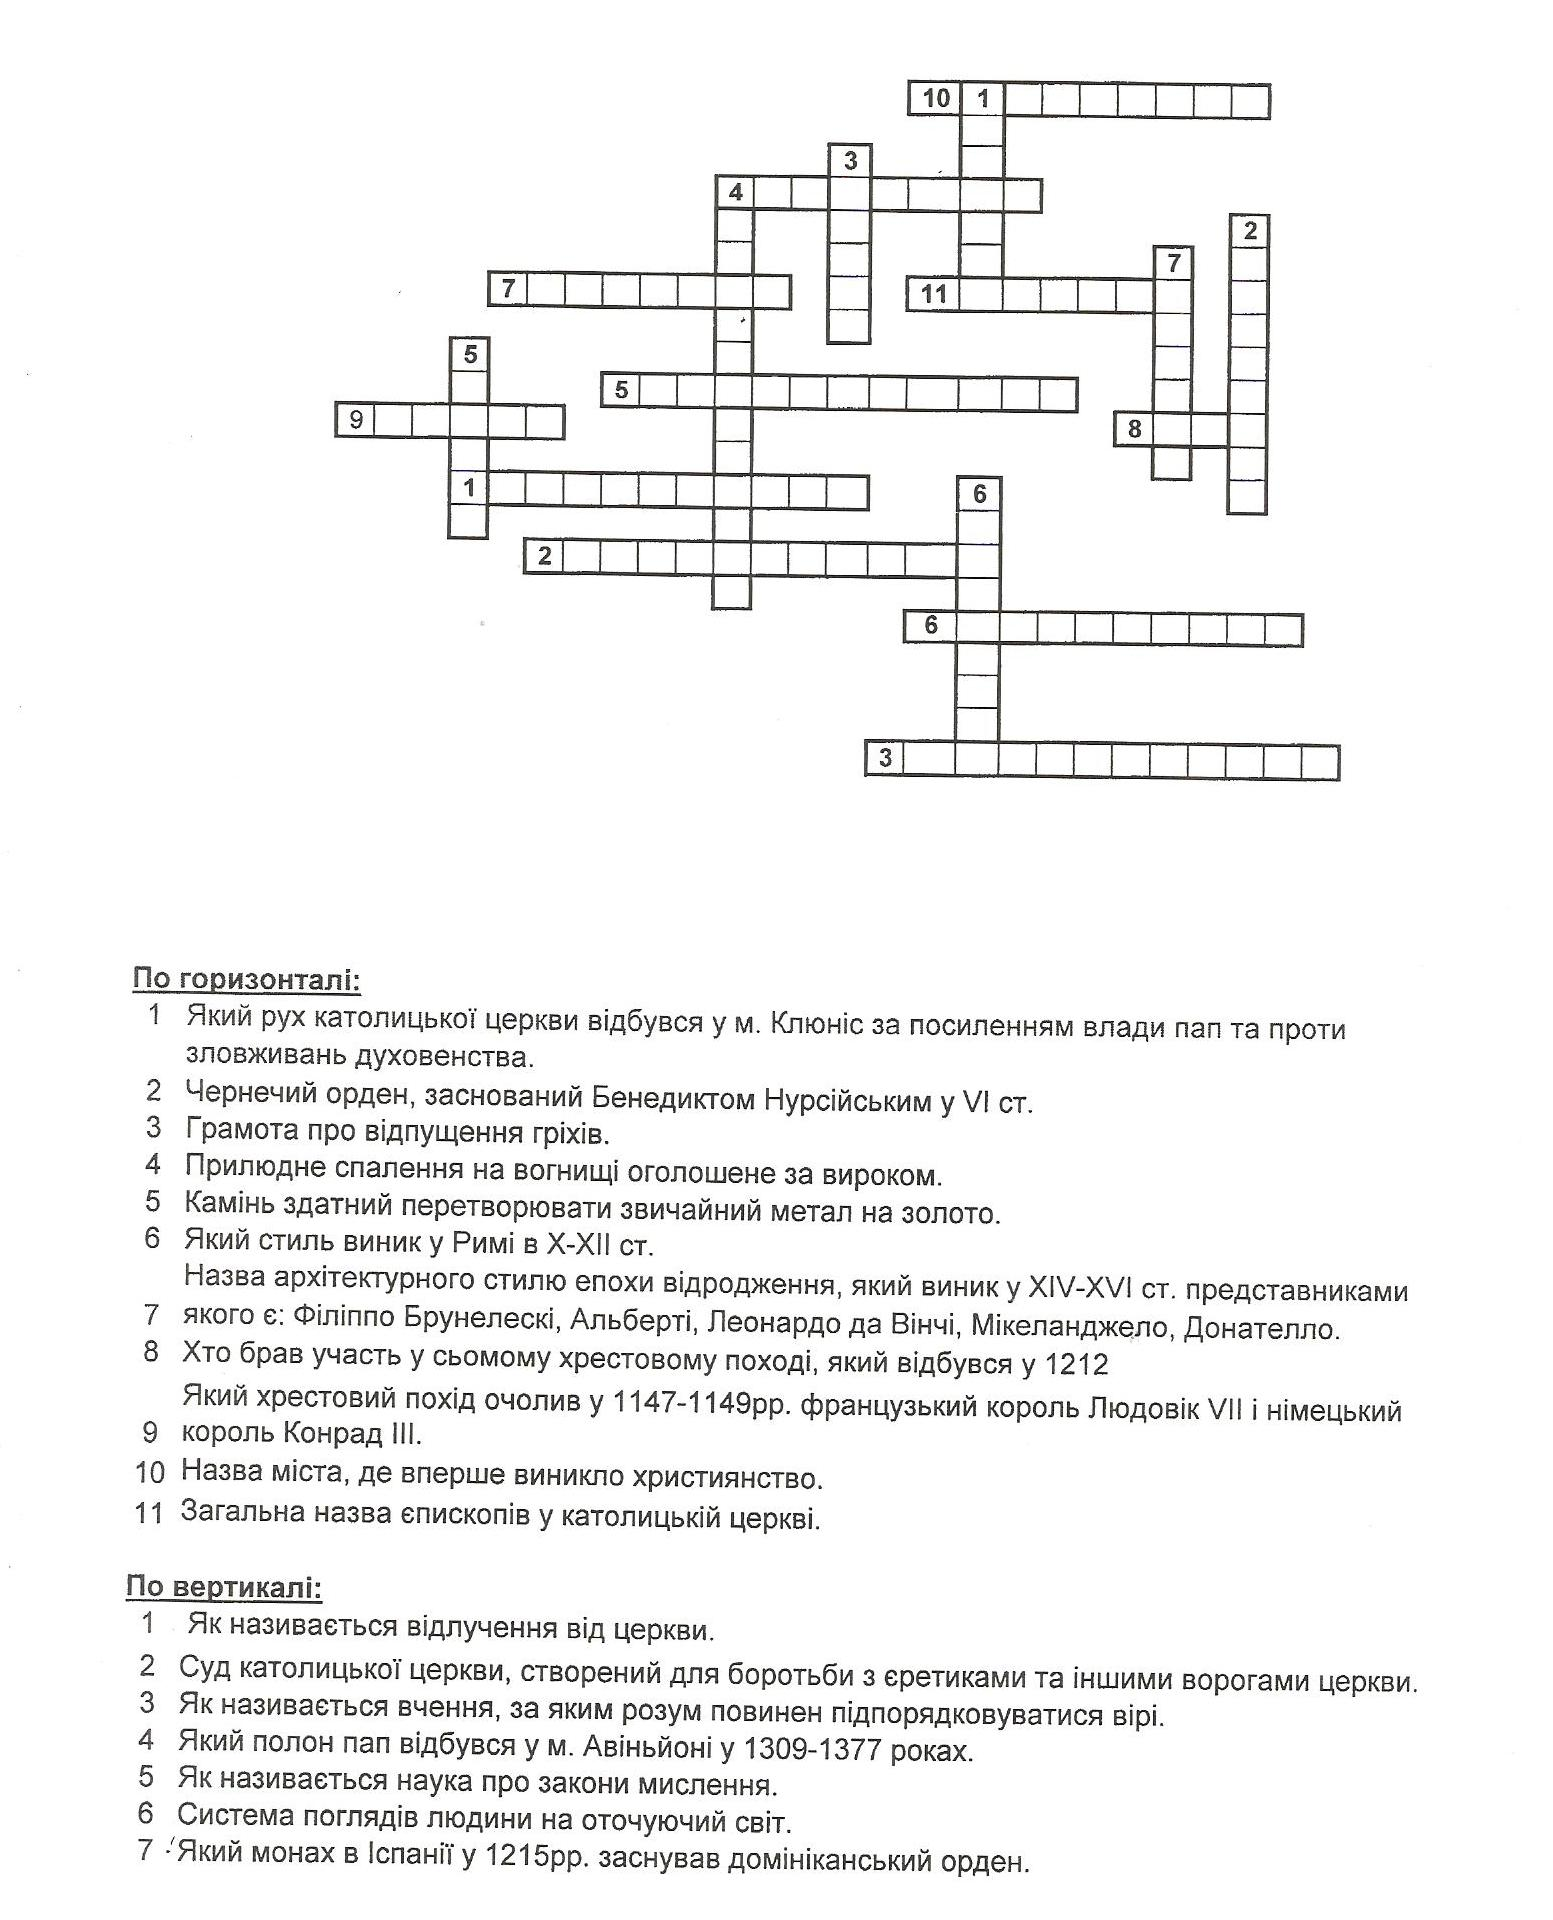 10 1
3
4
2
7
7 11
5
5
9
8
1
6
2
6
3
По горизонталі:
1 Який рух католицької церкви відбувся у м. Клюніс за посиленням влади пап та проти
зловживань духовенства.
2 Чернечий орден, заснований Бенедиктом Нурсійським у VI ст.
3 Грамота про відпущення гріхів.
4 Прилюдне спалення на вогнищі оголошене за вироком.
5 Камінь здатний перетворювати звичайний метал на золото.
6 Який стиль виник у Римі в X-XII ст.
Назва архітектурного стилю епохи відродження, який виник у XIV-XVI ст. представниками
7 якого є: Філіппо Брунелескі, Альберті, Леонардо да Вінчі, Мікеланджело, Донателло.
8 Хто брав участь у сьомому хрестовому поході, який відбувся у 1212
Який хрестовий похід очолив у 1147-1149рр. французький король Людовік VII і німецький
9 король Конрад III.
10 Назва міста, де вперше виникло християнство.
11 Загальна назва єпископів у католицькій церкві.
По вертикалі:
1 Як називається відлучення від церкви.
2 Суд католицької церкви, створений для боротьби з єретиками та іншими ворогами церкви.
3 Як називається вчення, за яким розум повинен підпорядковуватися вірі.
4 Який полон пап відбувся у м. Авіньйоні у 1309-1377 роках.
5 Як називається наука про закони мислення.
6 Система поглядів людини на оточуючий світ.
7 Який монах в Іспанії у 1215рр. заснував домініканський орден.